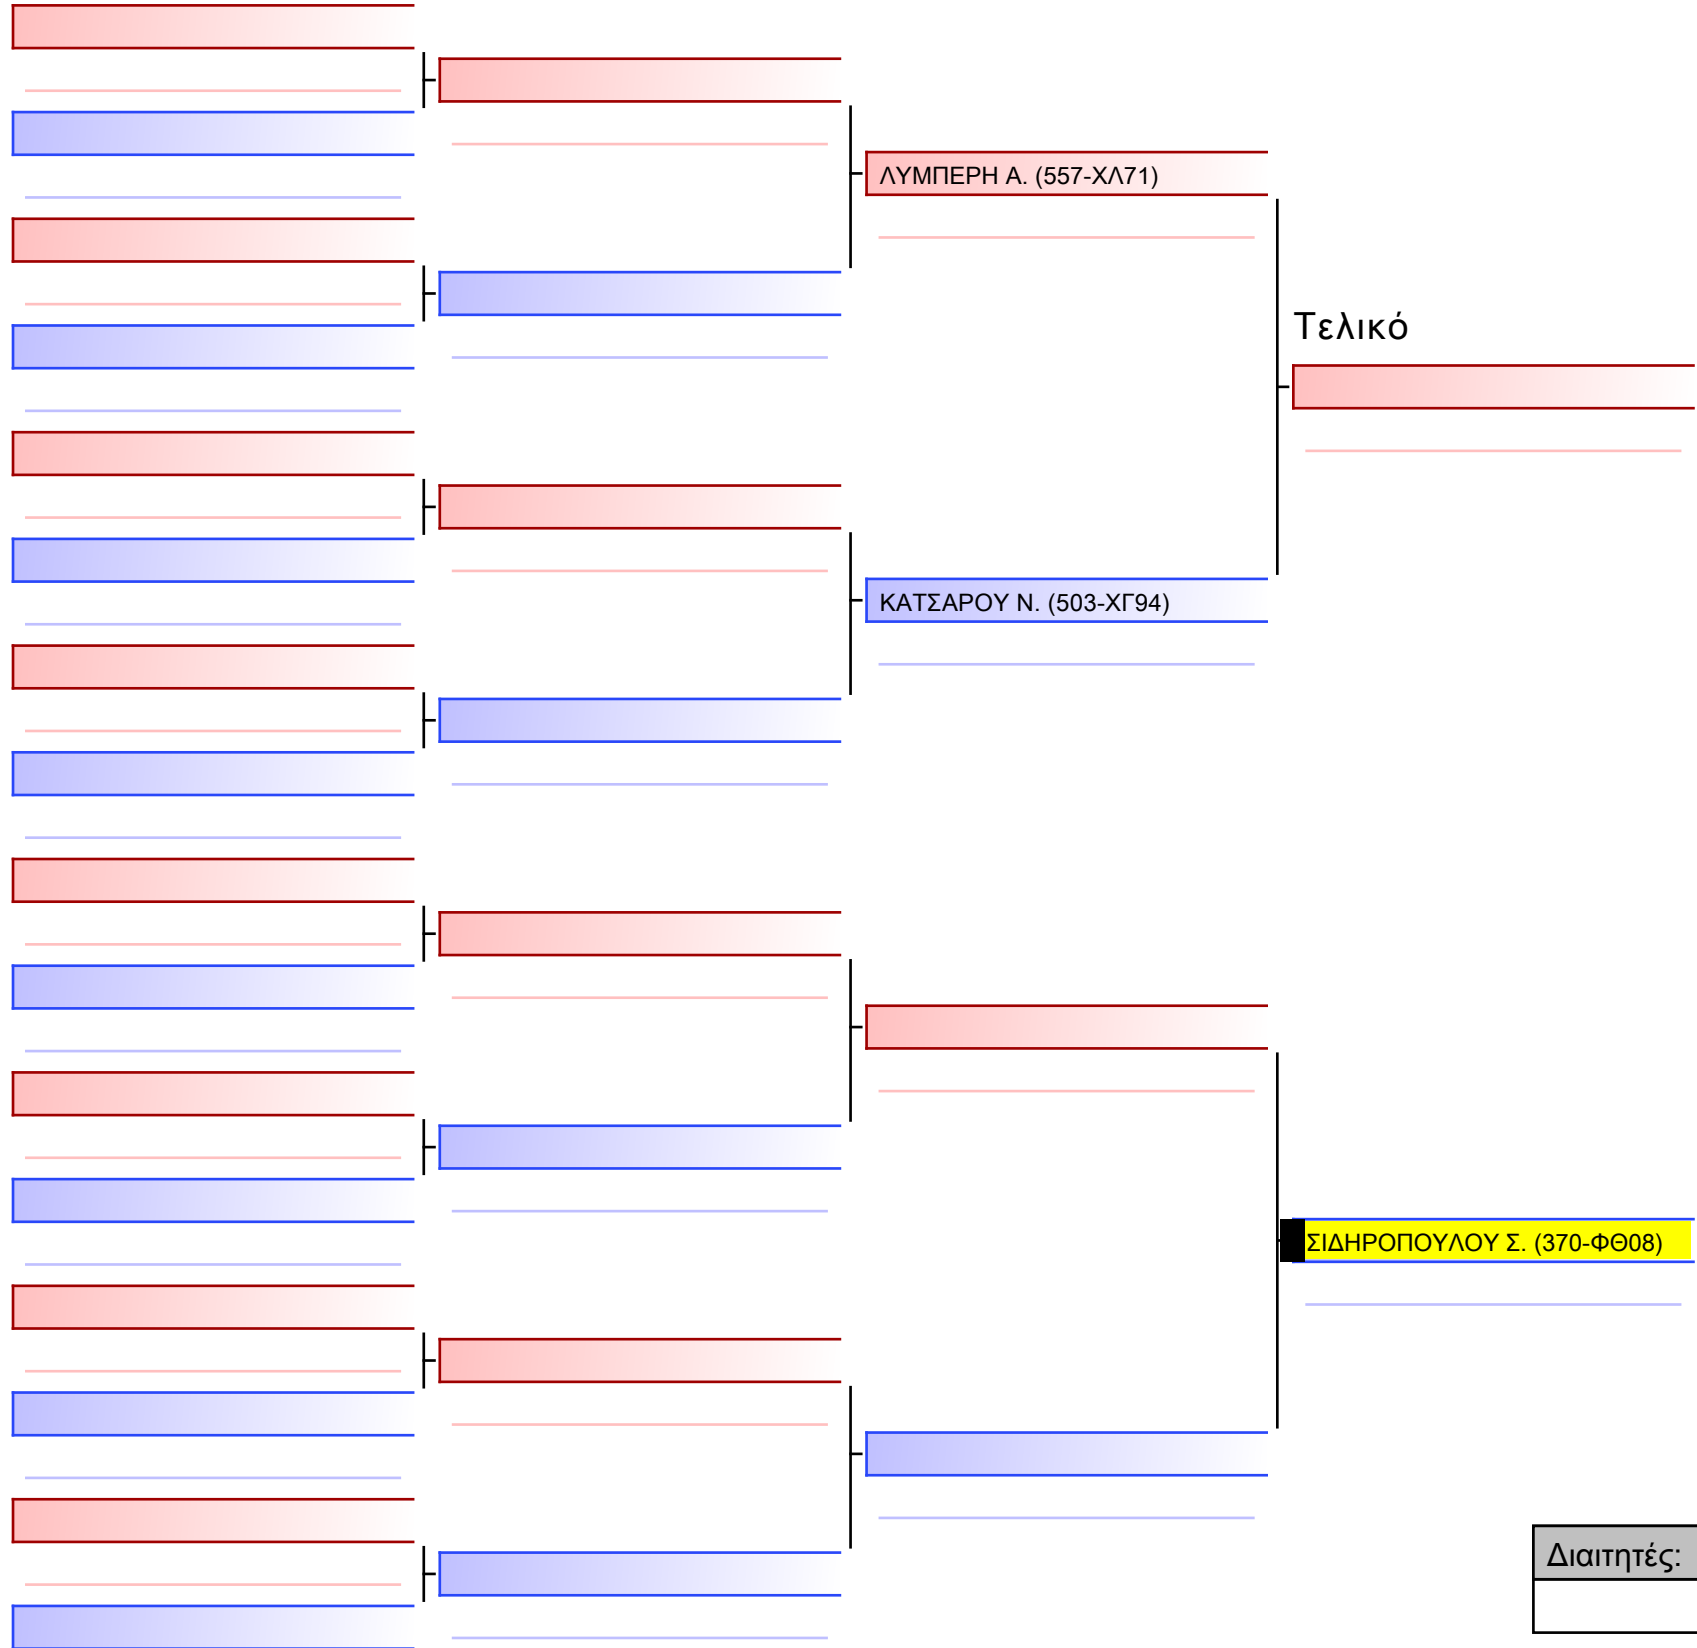 ΛΥΜΠΕΡΗ Α. (557-ΧΛ71)
Τελικό
ΚΑΤΣΑΡΟΥ Ν. (503-ΧΓ94)
ΣΙΔΗΡΟΠΟΥΛΟΥ Σ. (370-ΦΘ08)
Διαιτητές: